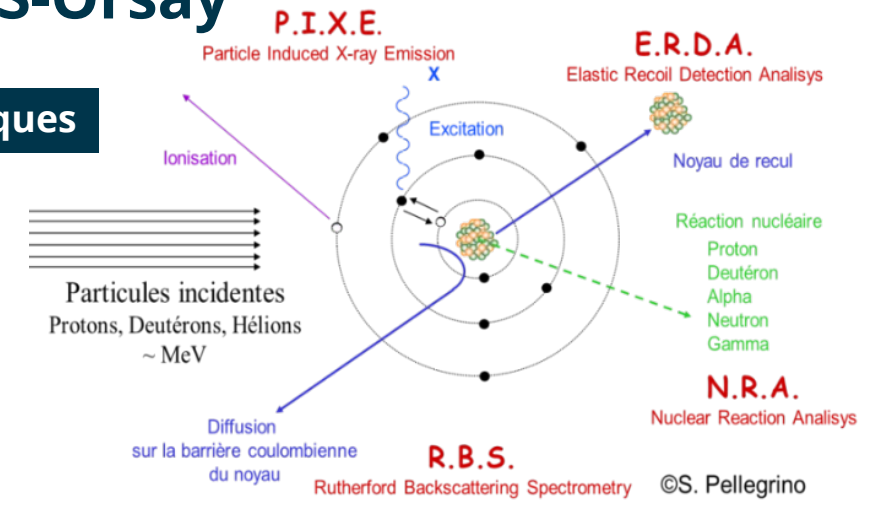 S-Orsay
ques
P.I.X.E.
Particle Induced X-ray Emission
X
Excitation
Ionisation
E.R.D.A.
Elastic Recoil Detection Analisys
Noyau de recul
Réaction nucléaire
Proton
Deutéron
Alpha
Neutron
Gamma
N.R.A.
Nuclear Reaction Analisys
Particules incidentes
Protons, Deutérons, Hélions
~ MeV
Diffusion
sur la barrière coulombienne
du noyau
R.B.S.
Rutherford Backscattering Spectrometry
©S. Pellegrino